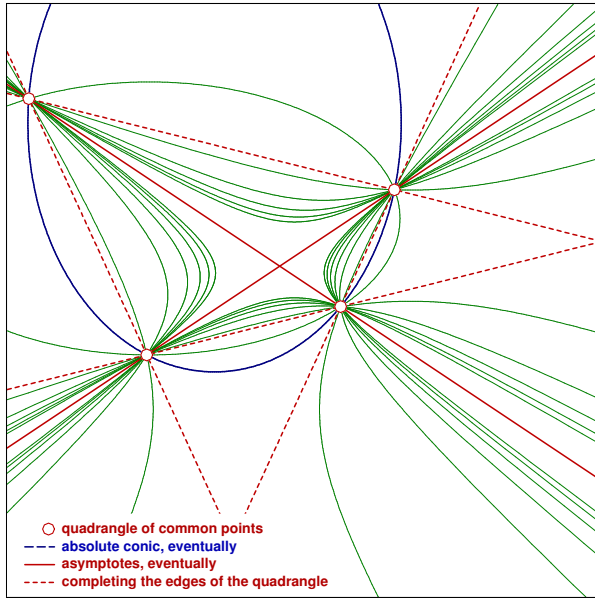 quadrangle of common points
absolute conic, eventually
asymptotes, eventually
completing the edges of the quadrangle